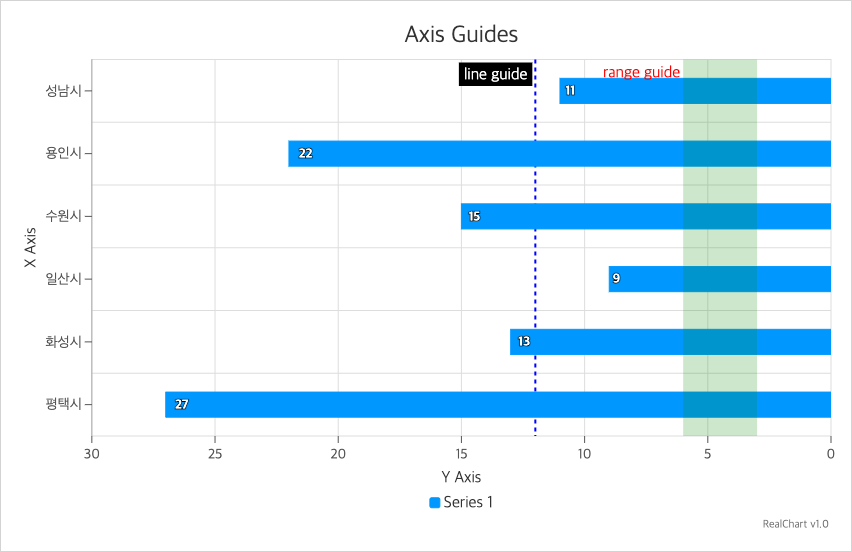 Axis Guides
line guide
range guide
성남시
11
용인시
22
수원시
15
일산시
9
화성시
13
평택시
27
X Axis
30 25 20 15 10 5 0
Y Axis
Series 1
RealChart v1.0